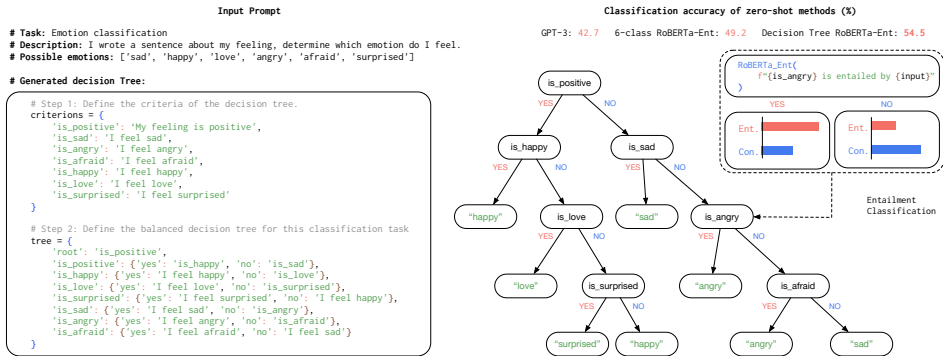 Input Prompt
# Task: Emotion classification
# Description: I wrote a sentence about my feeling, determine which emotion do I feel.
# Possible emotions: ['sad', 'happy', 'love', 'angry', 'afraid', 'surprised']
# Generated decision Tree:
# Step 1: Define the criteria of the decision tree.
criterions = {
'is_positive': 'My feeling is positive',
'is_sad': 'I feel sad',
'is_angry': 'I feel angry',
'is_afraid': 'I feel afraid',
'is_happy': 'I feel happy',
'is_love': 'I feel love',
'is_surprised': 'I feel surprised'
}
# Step 2: Define the balanced decision tree for this classification task
tree = {
'root': 'is_positive',
'is_positive': {'yes': 'is_happy', 'no': 'is_sad'},
'is_happy': {'yes': 'I feel happy', 'no': 'is_love'},
'is_love': {'yes': 'I feel love', 'no': 'is_surprised'},
'is_surprised': {'yes': 'I feel surprised', 'no': 'I feel happy'},
'is_sad': {'yes': 'I feel sad', 'no': 'is_angry'},
'is_angry': {'yes': 'I feel angry', 'no': 'is_afraid'},
'is_afraid': {'yes': 'I feel afraid', 'no': 'I feel sad'}
}
Classification accuracy of zero-shot methods (%)
GPT-3: 42.7 6-class RoBERTa-Ent: 49.2 Decision Tree RoBERTa-Ent: 54.5
RoBERTa_Ent(
f"{is_angry} is entailed by {input}"
)
YES NO
Ent. Ent.
Con. Con.
Entailment
Classification
is_positive
YES NO
is_happy is_sad
YES NO YES NO
"happy" is_love "sad" is_angry
YES NO YES NO
"love" is_surprised "angry" is_afraid
YES NO YES NO
"surprised" "happy" "angry" "sad"